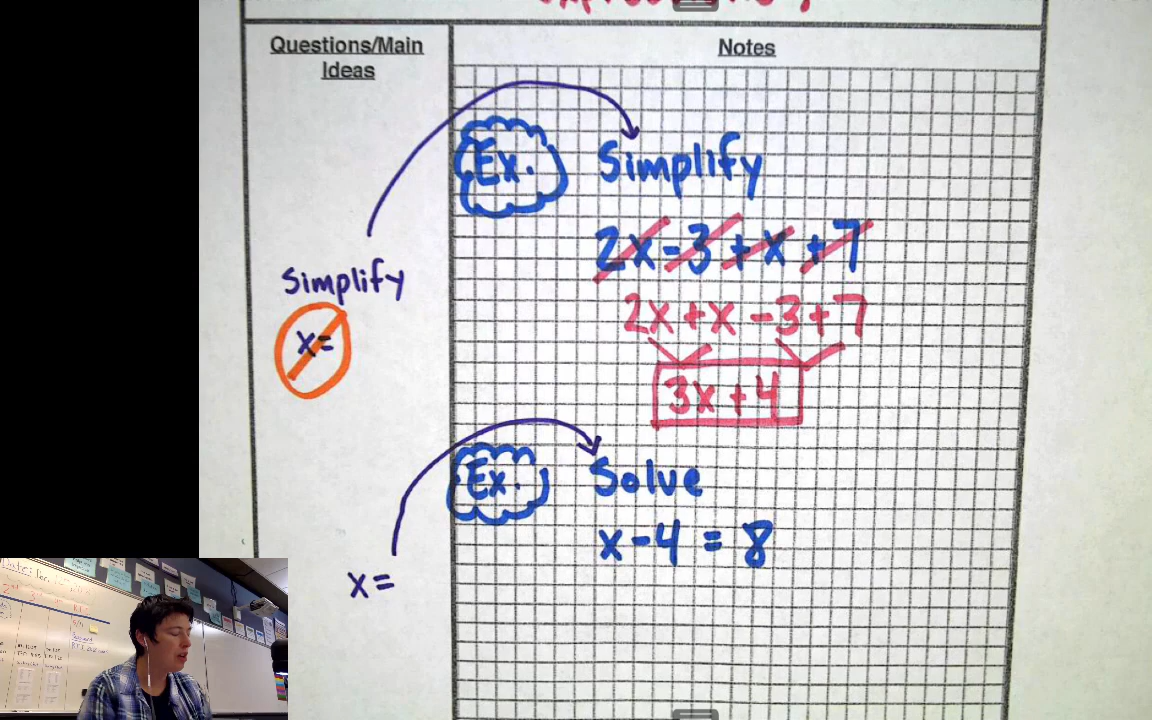 Questions/Main
Ideas
Notes
Ex.
Simplify
2x-3+x+7
2x+x-3+7
3x+4
Simplify
x=
Ex.
Solve
x-4=8
x=